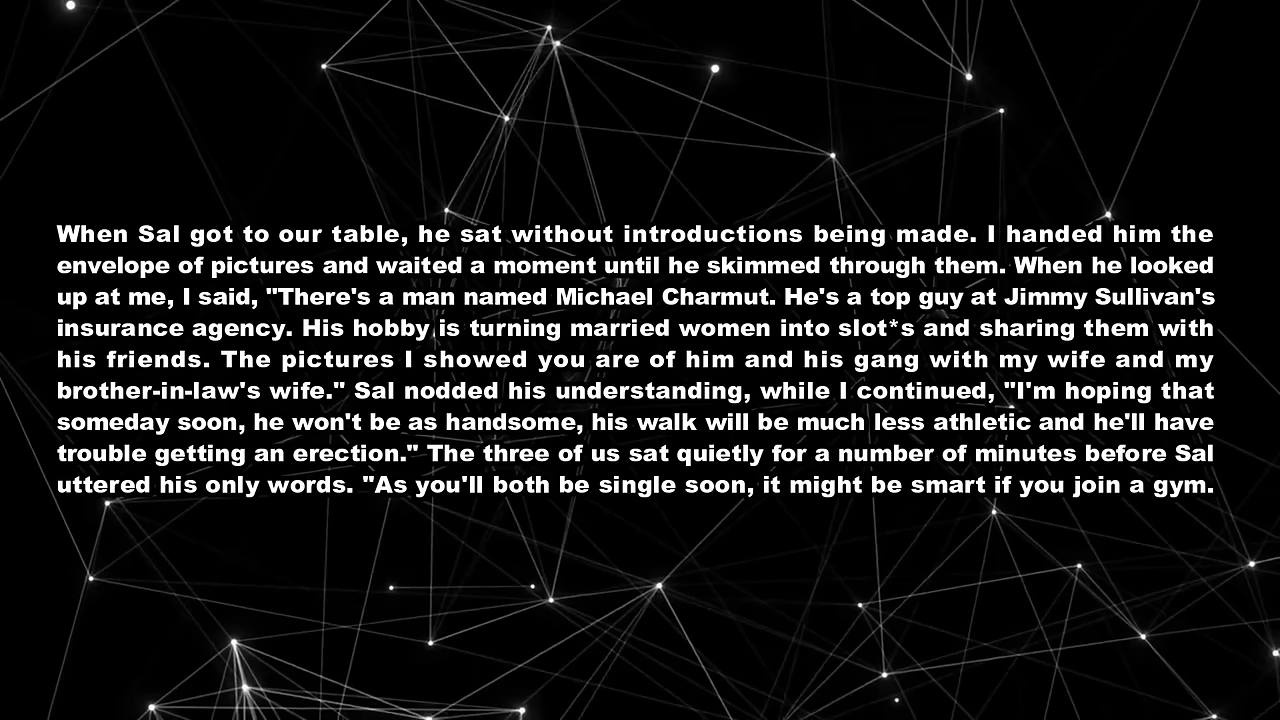 When Sal got to our table, he sat without introductions being made. I handed him the
envelope of pictures and waited a moment until he skimmed through them. When he looked
up at me, I said, "There's a man named Michael Charmut. He's a top guy at Jimmy Sullivan's
insurance agency. His hobby is turning married women into slot*s and sharing them with
his friends. The pictures I showed you are of him and his gang with my wife and my
brother-in-law's wife." Sal nodded his understanding, while I continued, "I'm hoping that
someday soon, he won't be as handsome, his walk will be much less athletic and he'll have
trouble getting an erection." The three of us sat quietly for a number of minutes before Sal
uttered his only words. "As you'll both be single soon, it might be smart if you join a gym.